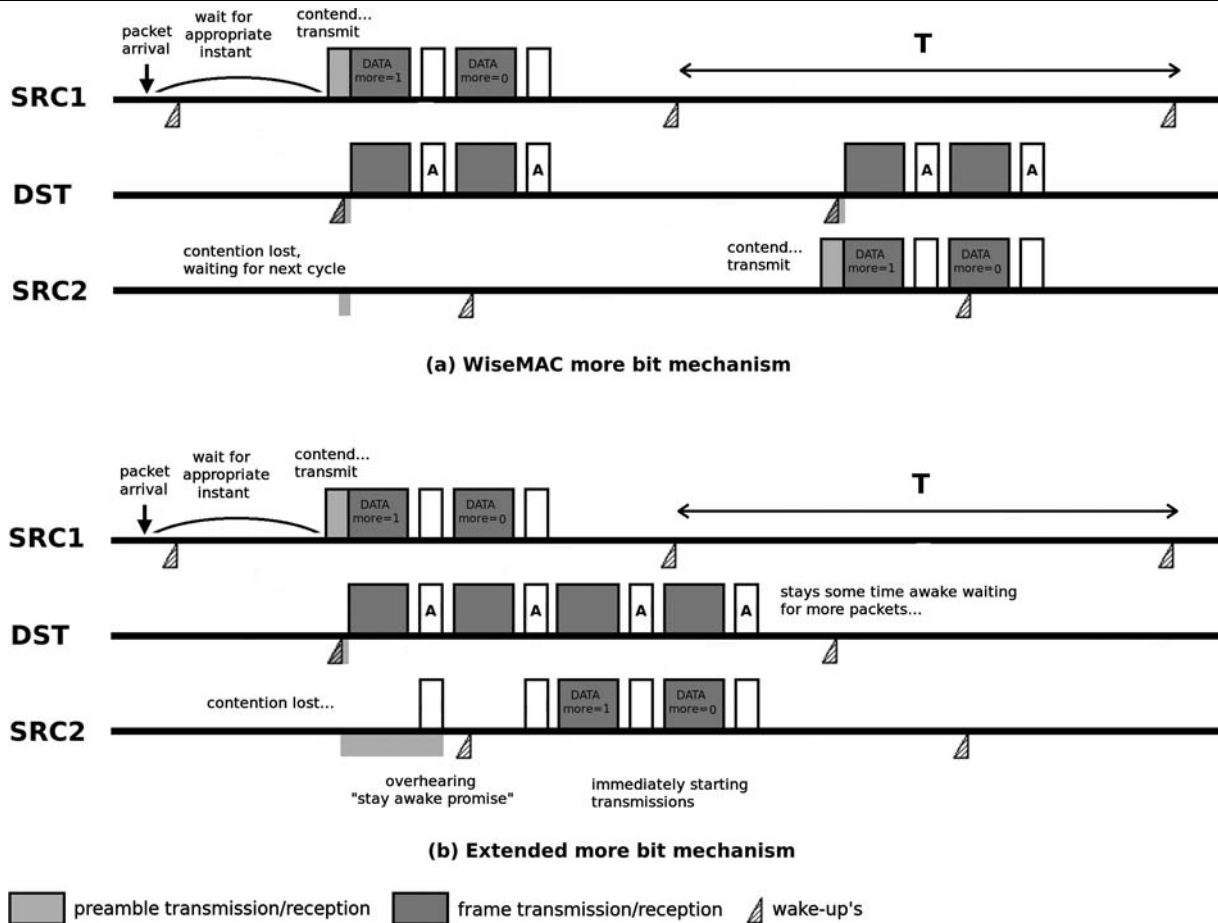 packet
arrival
wait for
appropriate
instant
contend...
transmit
DATA
more=1
DATA
more=0
T
SRC1
DST
A
A
A
A
contention lost,
waiting for next cycle
contend...
transmit
DATA
more=1
DATA
more=0
SRC2
(a) WiseMAC more bit mechanism
packet
arrival
wait for
appropriate
instant
contend...
transmit
DATA
more=1
DATA
more=0
T
SRC1
DST
A
A
A
A
stays some time awake waiting
for more packets...
contention lost...
DATA
more=1
DATA
more=0
SRC2
overhearing
"stay awake promise"
immediately starting
transmissions
(b) Extended more bit mechanism
preamble transmission/reception
frame transmission/reception
wake-up's